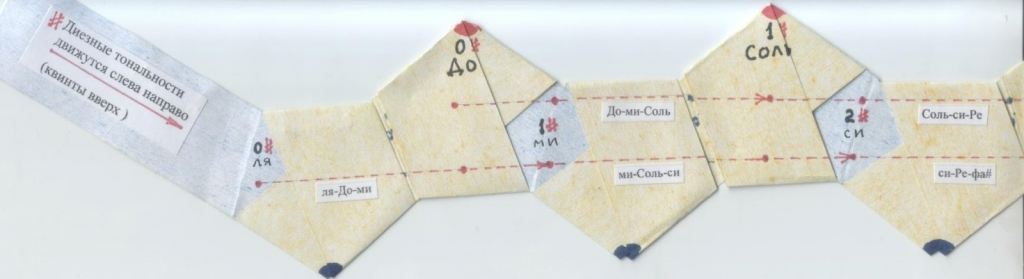 # Диезные тональности
движутся слева направо
(квинты вверх )
0#
ля
ля-До-ми
0#
До
1#
ми
До-ми-Соль
ми-Соль-си
1#
Соль
2#
си
Соль-си-Ре
си-Ре-фа#